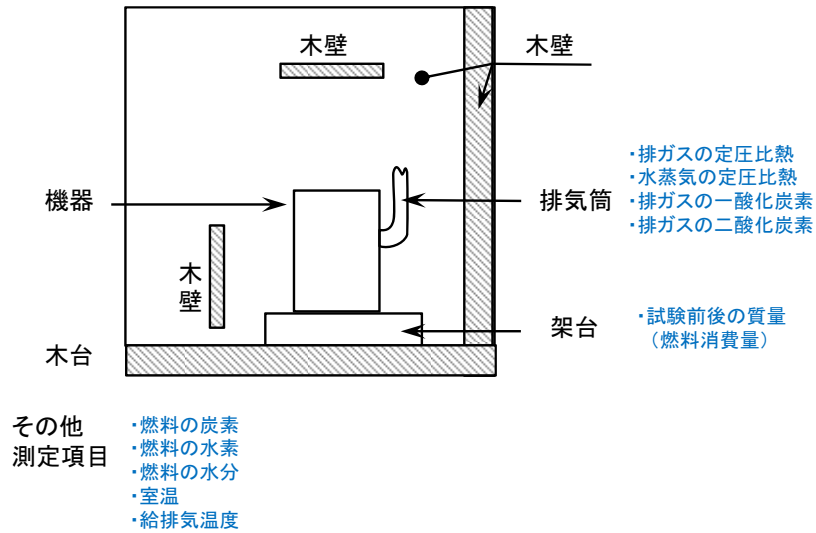 木壁
木壁
・排ガスの定圧比熱
・水蒸気の定圧比熱
・排ガスの一酸化炭素
・排ガスの二酸化炭素
機器
排気筒
木
壁
架台
・試験前後の質量
（燃料消費量）
木台
その他
測定項目
・燃料の炭素
・燃料の水素
・燃料の水分
・室温
・給排気温度